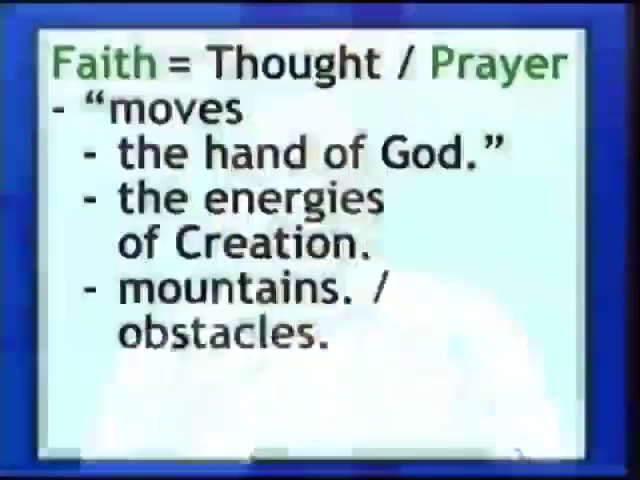 Faith = Thought / Prayer
- “moves
- the hand of God.”
- the energies
of Creation.
- mountains. /
obstacles.